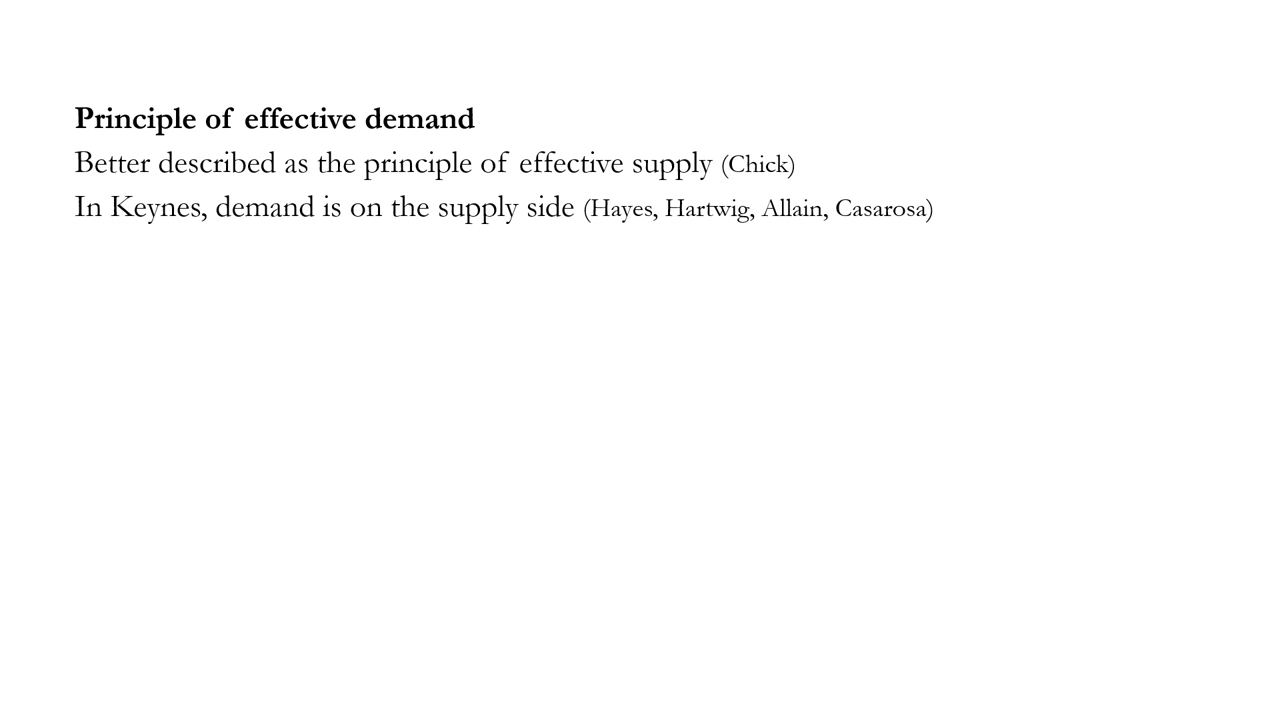 Principle of effective demand
Better described as the principle of effective supply (Chick)
In Keynes, demand is on the supply side (Hayes, Hartwig, Allain, Casarosa)